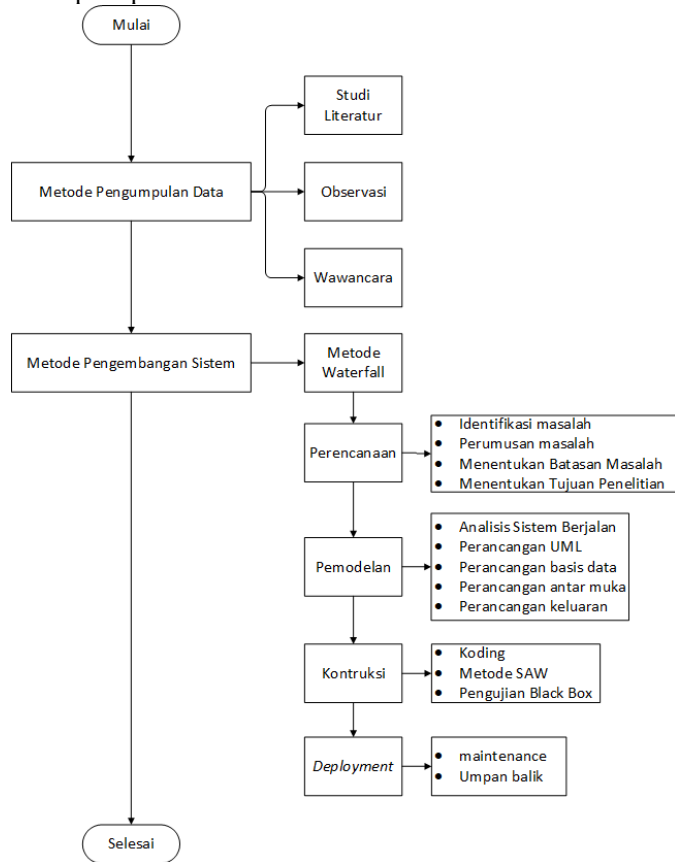 Mulai
Studi
Literatur
Metode Pengumpulan Data
Observasi
Wawancara
Metode Pengembangan Sistem
Metode
Waterfall
Perencanaan
● Identifikasi masalah
● Perumusan masalah
● Menentukan Batasan Masalah
● Menentukan Tujuan Penelitian
Pemodelan
● Analisis Sistem Berjalan
● Perancangan UML
● Perancangan basis data
● Perancangan antar muka
● Perancangan keluaran
Kontruksi
● Koding
● Metode SAW
● Pengujian Black Box
Deployment
● maintenance
● Umpan balik
Selesai